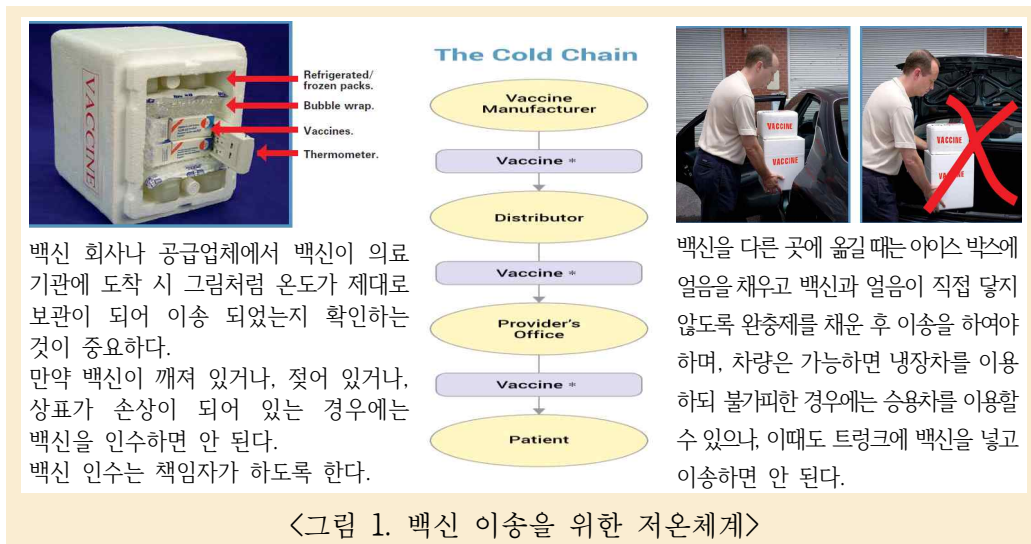 VACCINE
Refrigerated/
frozen packs.
Bubble wrap.
Vaccines.
Thermometer.
백신 회사나 공급업체에서 백신이 의료
기관에 도착 시 그림처럼 온도가 제대로
보관이 되어 이송 되었는지 확인하는
것이 중요하다.
만약 백신이 깨져 있거나, 젖어 있거나,
상표가 손상이 되어 있는 경우에는
백신을 인수하면 안 된다.
백신 인수는 책임자가 하도록 한다.
The Cold Chain
Vaccine
Manufacturer
Vaccine *
Distributor
Vaccine *
Provider's
Office
Vaccine *
Patient
VACCINE
VACCINE
VACCINE
백신을 다른 곳에 옮길 때는 아이스 박스에
얼음을 채우고 백신과 얼음이 직접 닿지
않도록 완충제를 채운 후 이송을 하여야
하며, 차량은 가능하면 냉장차를 이용
하되 불가피한 경우에는 승용차를 이용할
수 있으나, 이때도 트렁크에 백신을 넣고
이송하면 안 된다.
<그림 1. 백신 이송을 위한 저온체계>